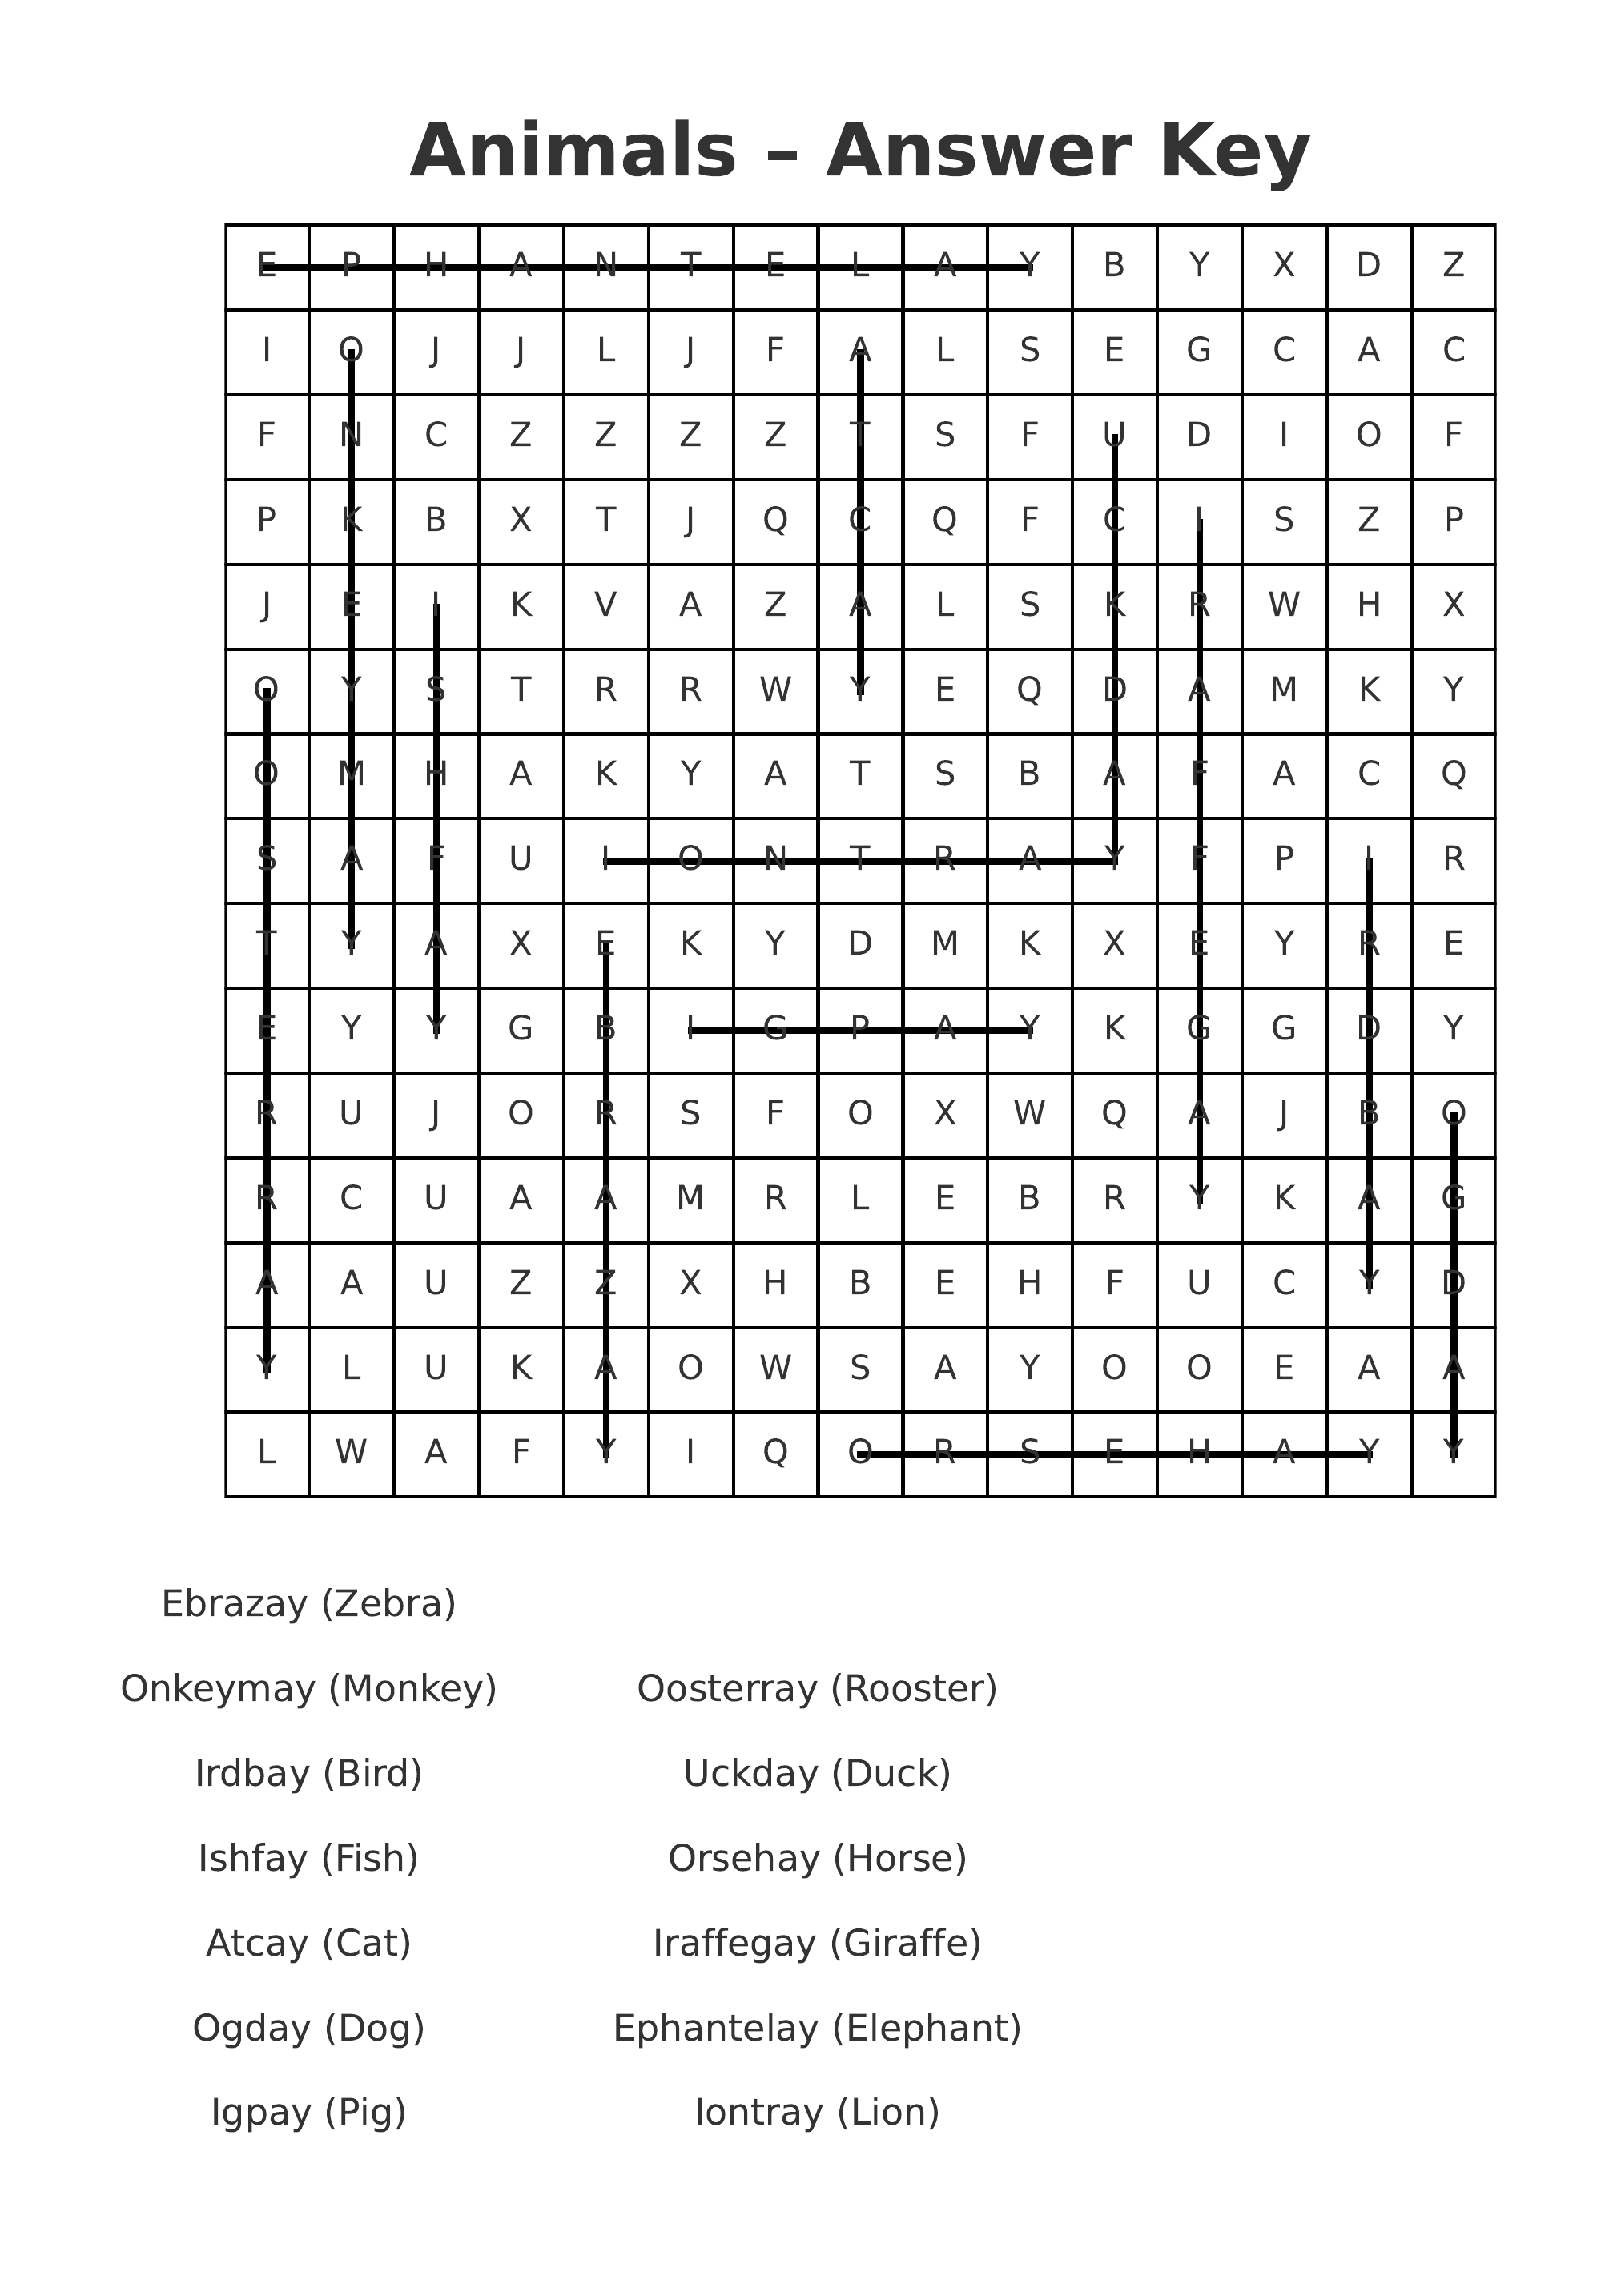 Animals – Answer Key
E P H A N T E L A Y B Y X D Z
I O J J L J F A L S E G C A C
F N C Z Z Z Z T S F U D I O F
P K B X T J Q C Q F C I S Z P
J E I K V A Z A L S K R W H X
O Y S T R R W Y E Q D A M K Y
O M H A K Y A T S B A F A C Q
S A F U I O N T R A Y F P I R
T Y A X E K Y D M K X E Y R E
E Y Y G B I G P A Y K G G D Y
R U J O R S F O X W Q A J B O
R C U A A M R L E B R Y K A G
A A U Z Z X H B E H F U C Y D
Y L U K A O W S A Y O O E A A
L W A F Y I Q O R S E H A Y Y
Ebrazay (Zebra)
Onkeymay (Monkey) Oosterray (Rooster)
Irdbay (Bird) Uckday (Duck)
Ishfay (Fish) Orsehay (Horse)
Atcay (Cat) Iraffegay (Giraffe)
Ogday (Dog) Ephantelay (Elephant)
Igpay (Pig) Iontray (Lion)